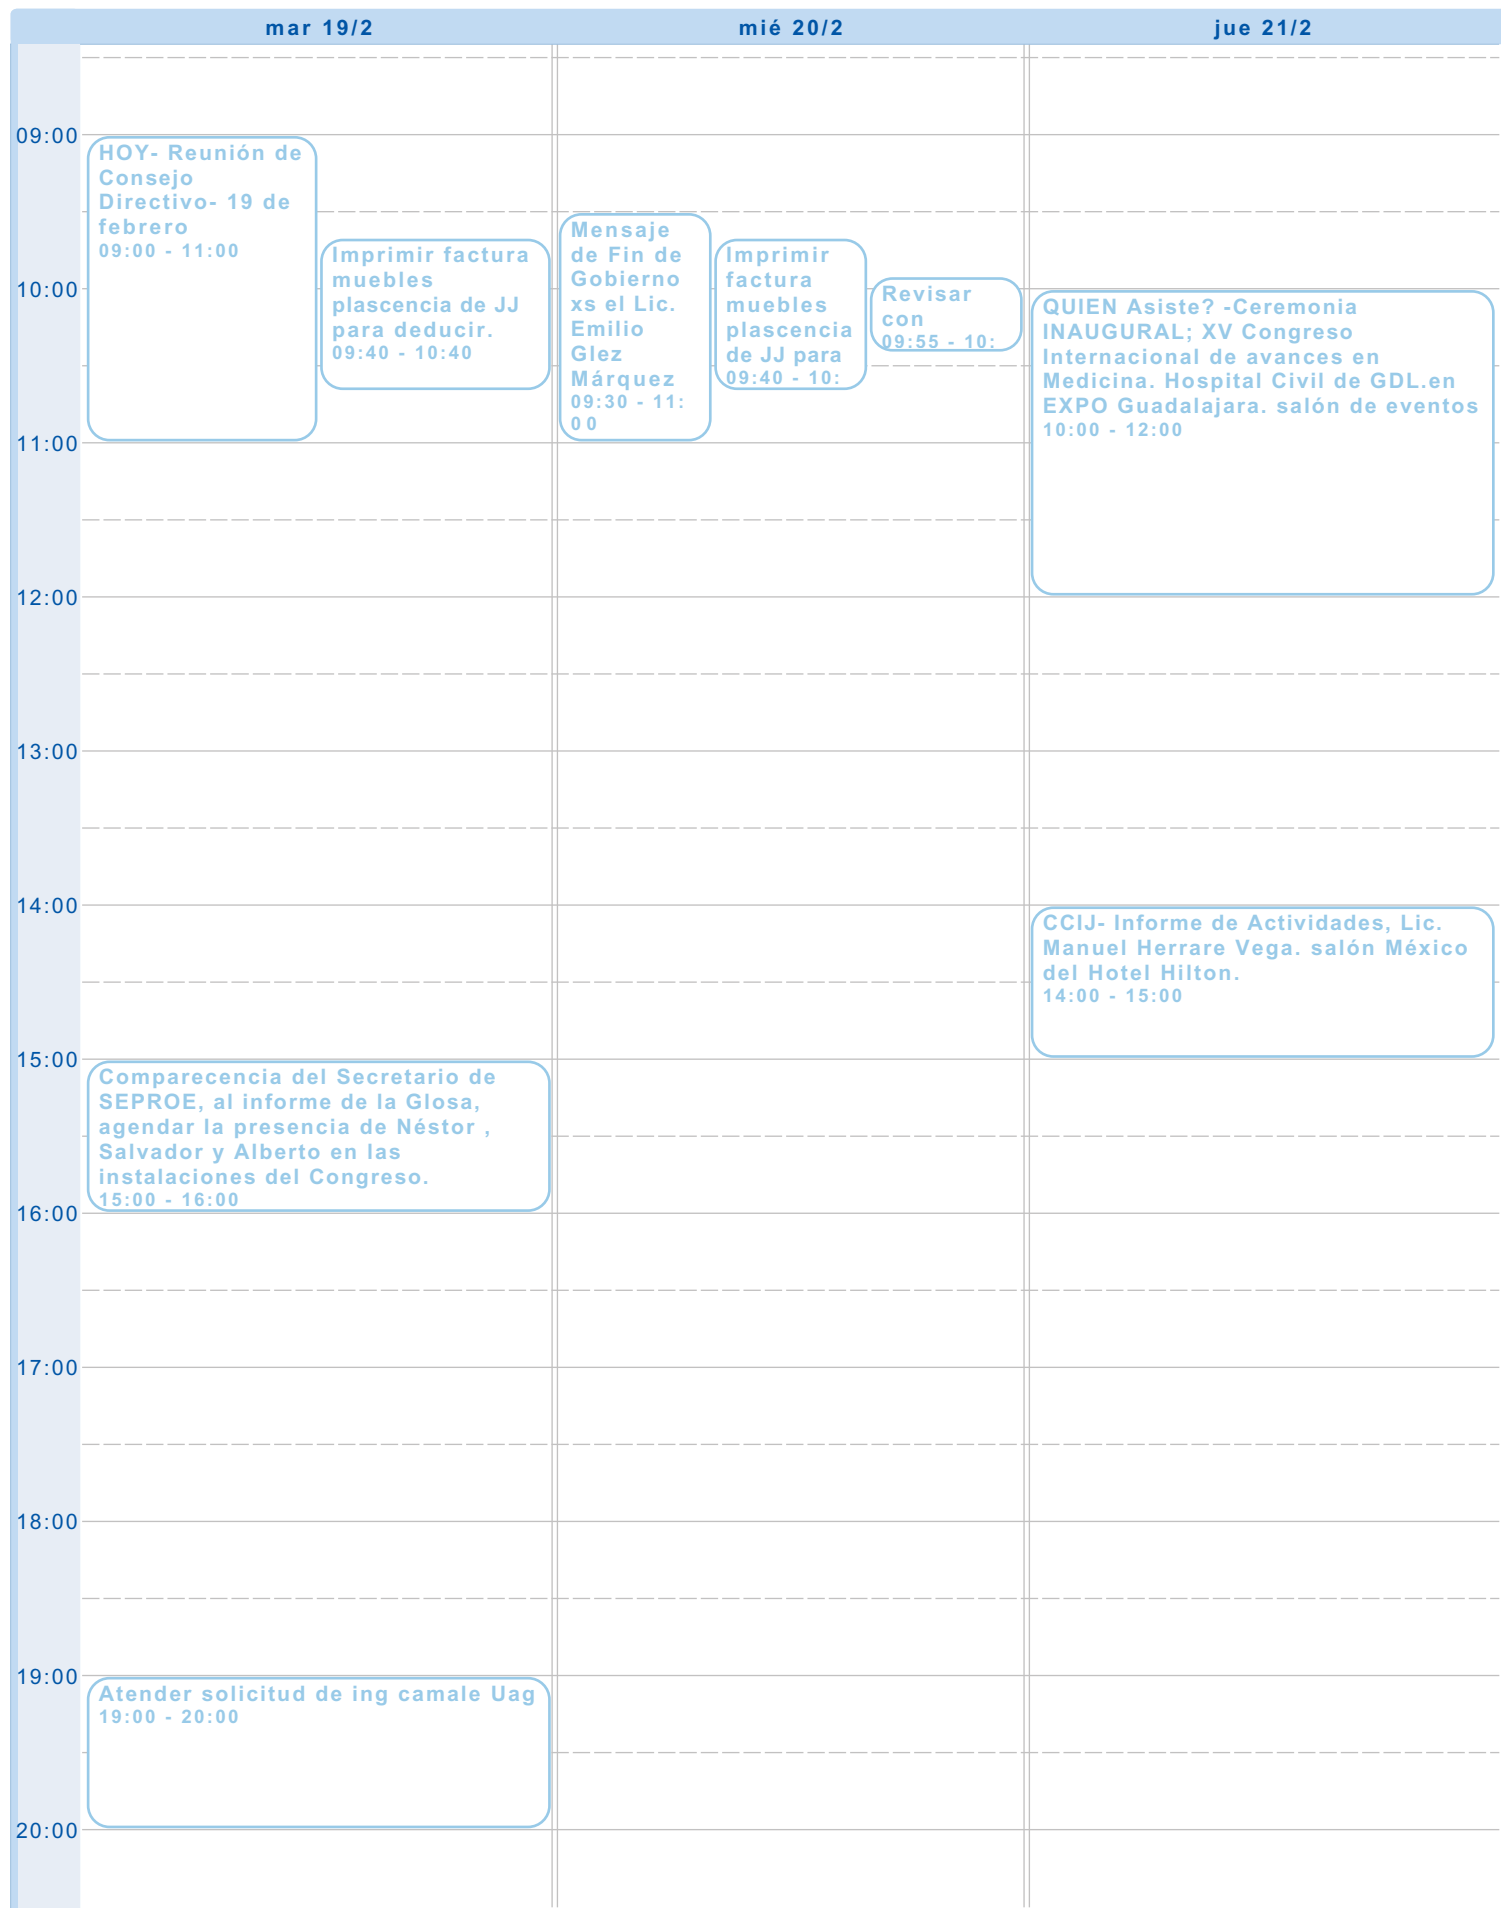 mar 19/2
mié 20/2
jue 21/2
09:00
10:00
11:00
12:00
13:00
14:00
15:00
16:00
17:00
18:00
19:00
20:00
HOY- Reunión de
Consejo
Directivo- 19 de
febrero
09:00 - 11:00
Imprimir factura
muebles
plascencia de JJ
para deducir.
09:40 - 10:40
Comparecencia del Secretario de
SEPROE, al informe de la Glosa,
agendar la presencia de Néstor ,
Salvador y Alberto en las
instalaciones del Congreso.
15:00 - 16:00
Atender solicitud de ing camale Uag
19:00 - 20:00
Mensaje
de Fin de
Gobierno
xs el Lic.
Emilio
Glez
Márquez
09:30 - 11:
00
Imprimir
factura
muebles
plascencia
de JJ para
09:40 - 10:
Revisar
con
09:55 - 10:
QUIEN Asiste? -Ceremonia
INAUGURAL; XV Congreso
Internacional de avances en
Medicina. Hospital Civil de GDL.en
EXPO Guadalajara. salón de eventos
10:00 - 12:00
CCIJ- Informe de Actividades, Lic.
Manuel Herrare Vega. salón México
del Hotel Hilton.
14:00 - 15:00